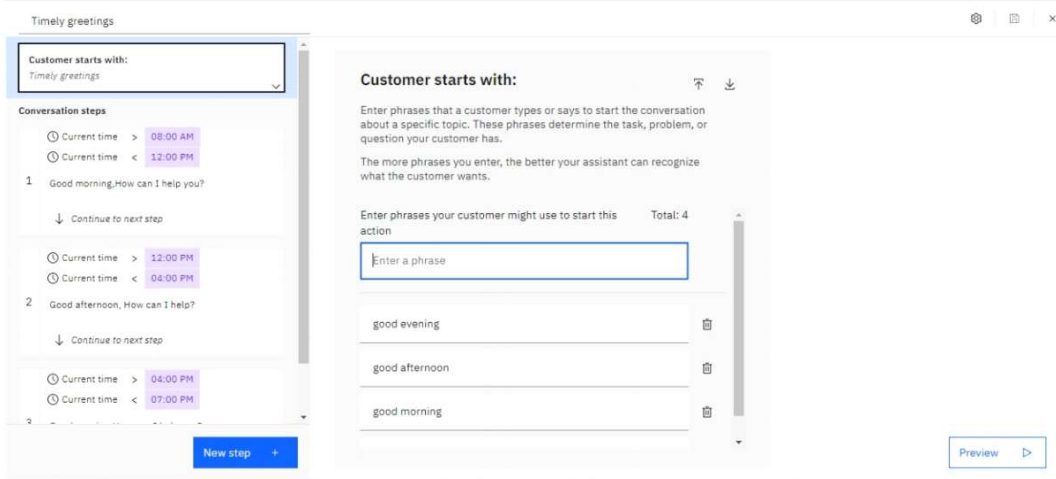 Timely greetings
Customer starts with:
Timely greetings
Conversation steps
Current time > 08:00 AM
Current time < 12:00 PM
1 Good morning,How can I help you?
Continue to next step
Current time > 12:00 PM
Current time < 04:00 PM
2 Good afternoon, How can I help?
Continue to next step
Current time > 04:00 PM
Current time < 07:00 PM
New step +
Customer starts with:
Enter phrases that a customer types or says to start the conversation
about a specific topic. These phrases determine the task, problem, or
question your customer has.
The more phrases you enter, the better your assistant can recognize
what the customer wants.
Enter phrases your customer might use to start this
action
Total: 4
Enter a phrase
good evening
good afternoon
good morning
Preview